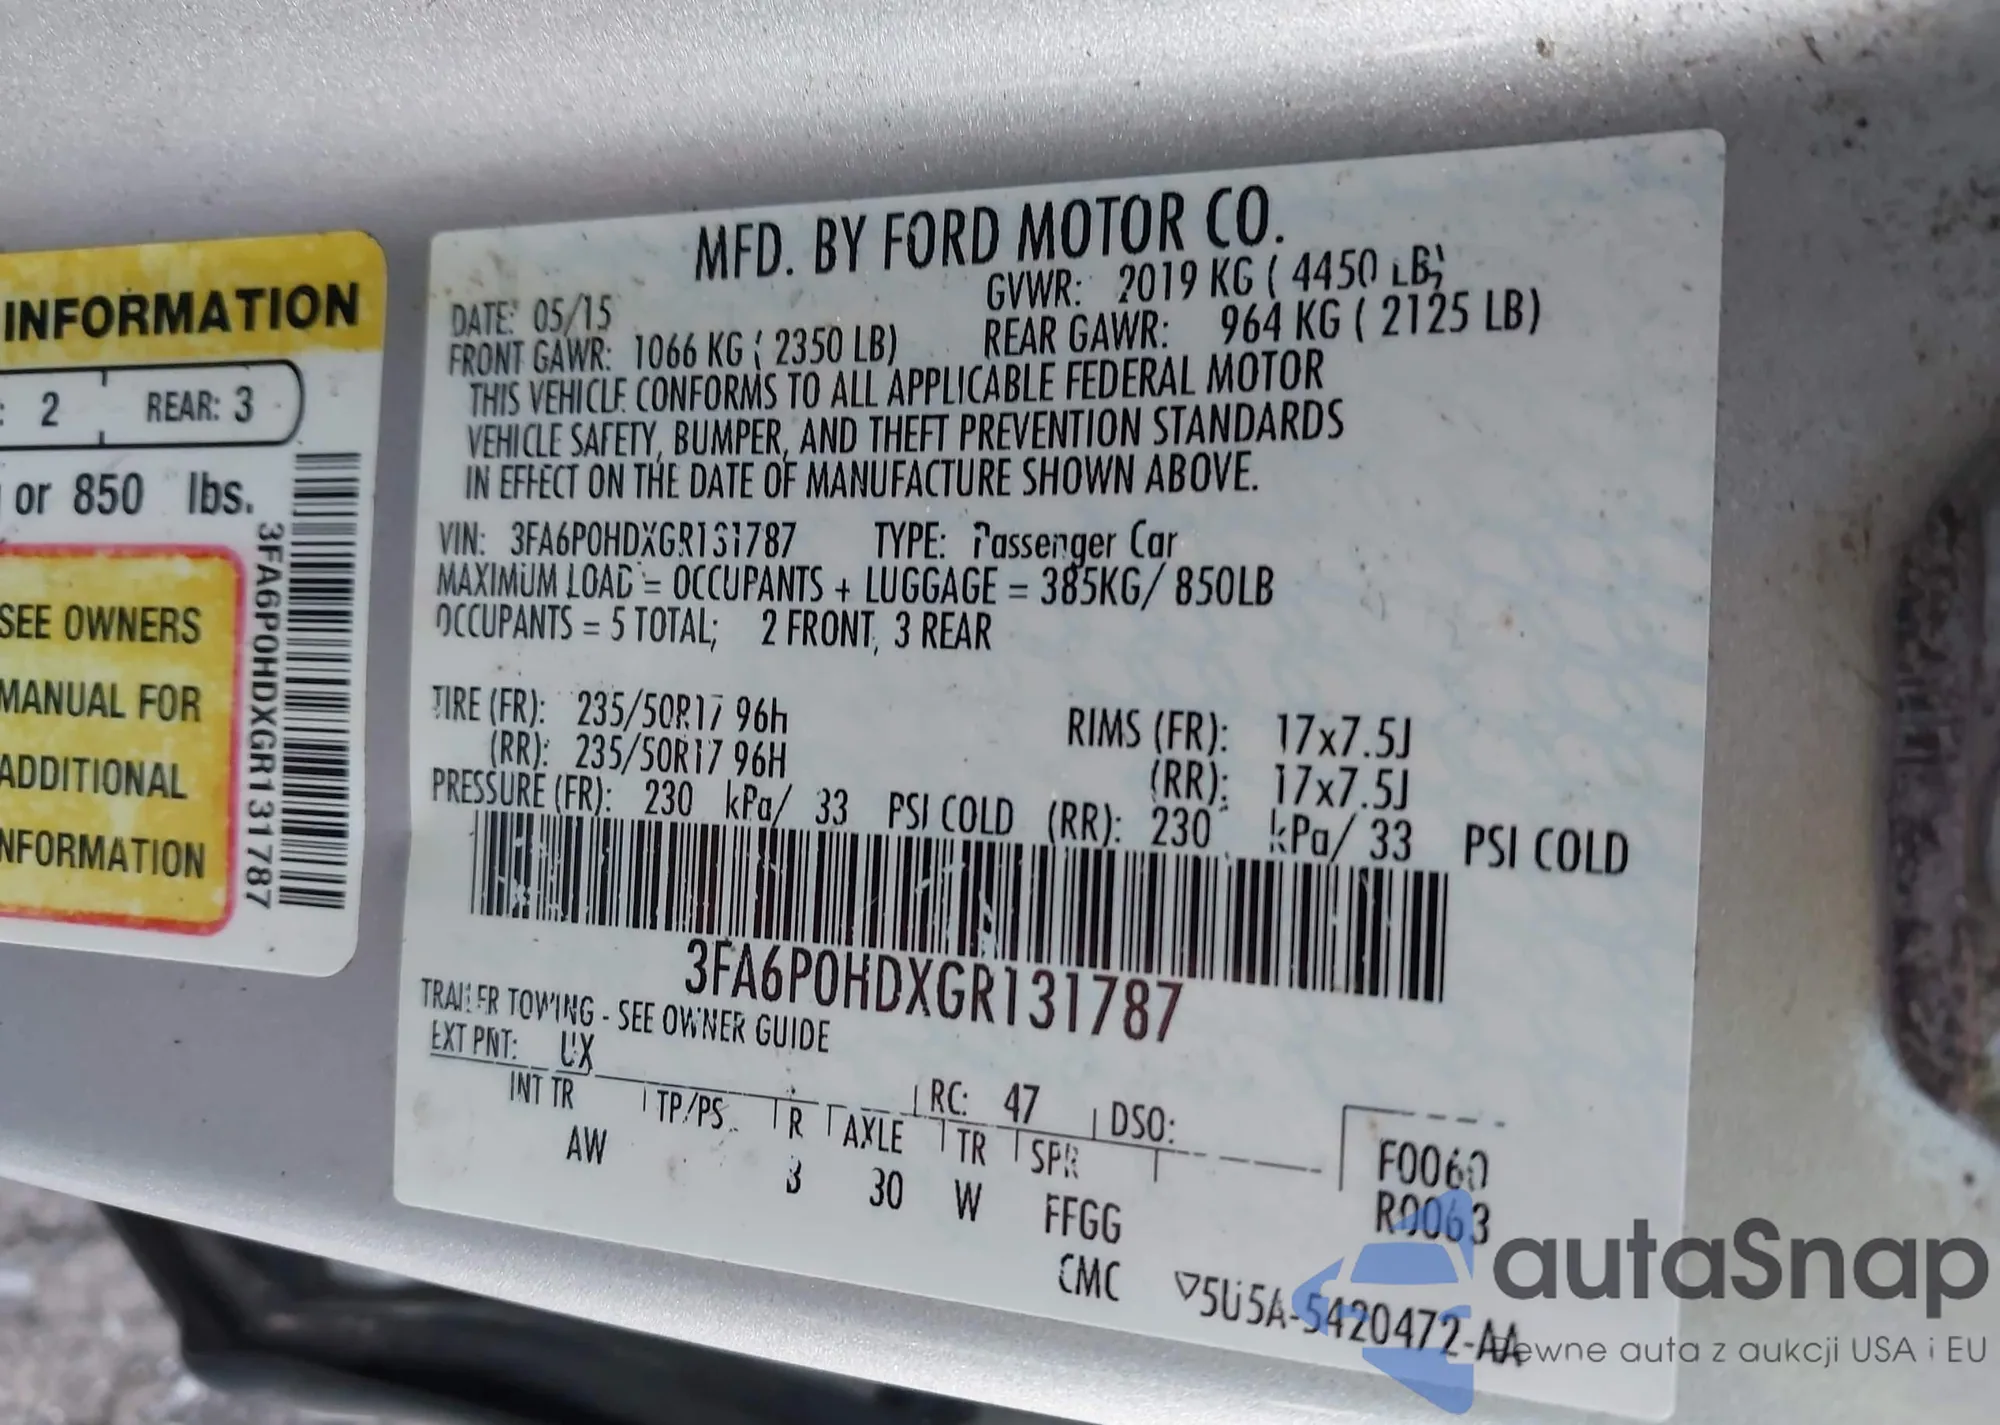 INFORMATION
: 2 REAR: 3
or 850 lbs.
SEE OWNERS
MANUAL FOR
ADDITIONAL
NFORMATION
3FA6P0HDXGR131787
MFD. BY FORD MOTOR CO.
DATE: 05/15 GVWR: 2019 KG ( 4450 LB)
FRONT GAWR: 1066 KG ( 2350 LB) REAR GAWR: 964 KG ( 2125 LB)
THIS VEHICLE CONFORMS TO ALL APPLICABLE FEDERAL MOTOR
VEHICLE SAFETY, BUMPER, AND THEFT PREVENTION STANDARDS
IN EFFECT ON THE DATE OF MANUFACTURE SHOWN ABOVE.
VIN: 3FA6P0HDXGR131787 TYPE: Passenger Car
MAXIMUM LOAD = OCCUPANTS + LUGGAGE = 385KG/ 850LB
OCCUPANTS = 5 TOTAL; 2 FRONT, 3 REAR
TIRE (FR): 235/50R17 96h RIMS (FR): 17x7.5J
(RR): 235/50R17 96H (RR): 17x7.5J
PRESSURE (FR): 230 kPa/ 33 PSI COLD (RR): 230 kPa/ 33 PSI COLD
3FA6P0HDXGR131787
TRAILER TOWING - SEE OWNER GUIDE
EXT PNT: UX RC: 47 DSO:
INT TR TP/PS R AXLE TR SPR
AW 3 30 W FFGG
F0060
R0063
CMC ▽5U5A-5420472-AA
autaSnap
Pewne auta z aukcji USA i EU